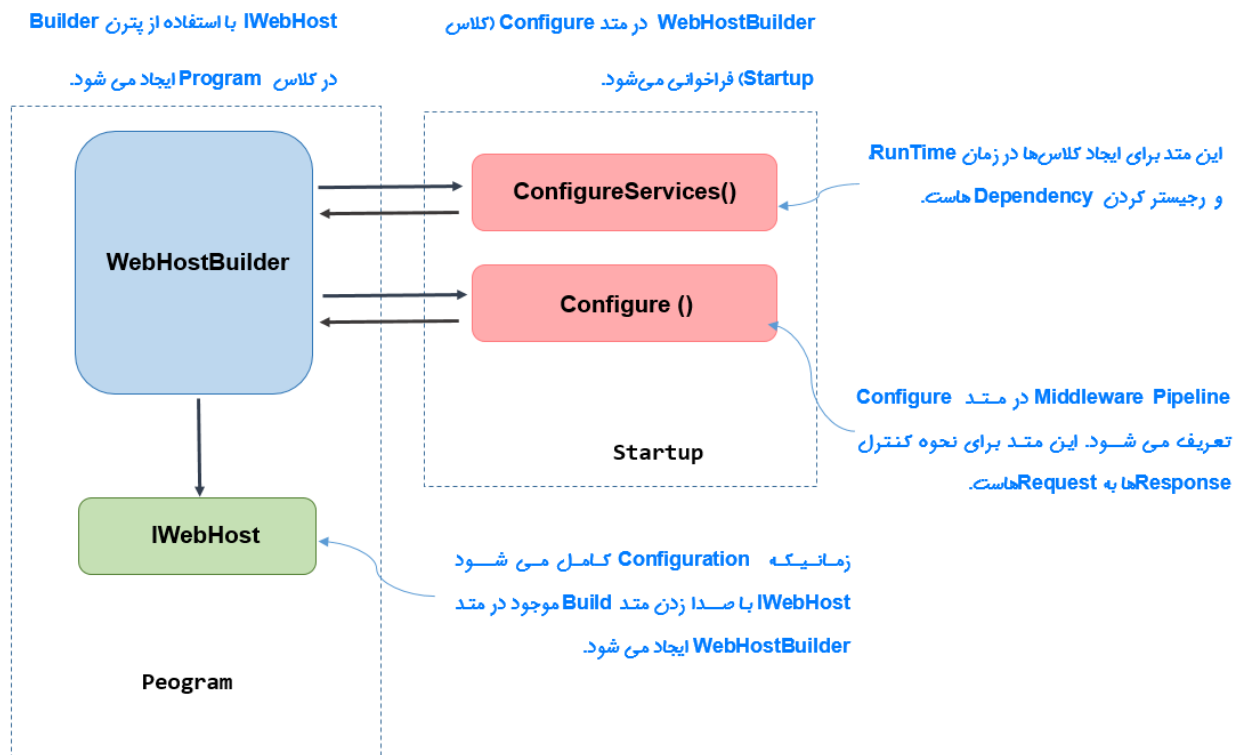 IWebHost با استفاده از پترن Builder
در کلاس Program ایجاد می شود.
WebHostBuilder در متد Configure (کلاس
Startup) فراخوانی می‌شود.
WebHostBuilder
ConfigureServices()
این متد برای ایجاد کلاس‌ها در زمان RunTime
و رجیستر کردن Dependency هاست.
Configure ()
Middleware Pipeline در متد Configure
تعریف می شود. این متد برای نحوه کنترل
Responseها به Requestهاست.
Startup
IWebHost
زمانیکه Configuration کامل می شود
IWebHost با صدا زدن متد Build موجود در متد
WebHostBuilder ایجاد می شود.
Peogram